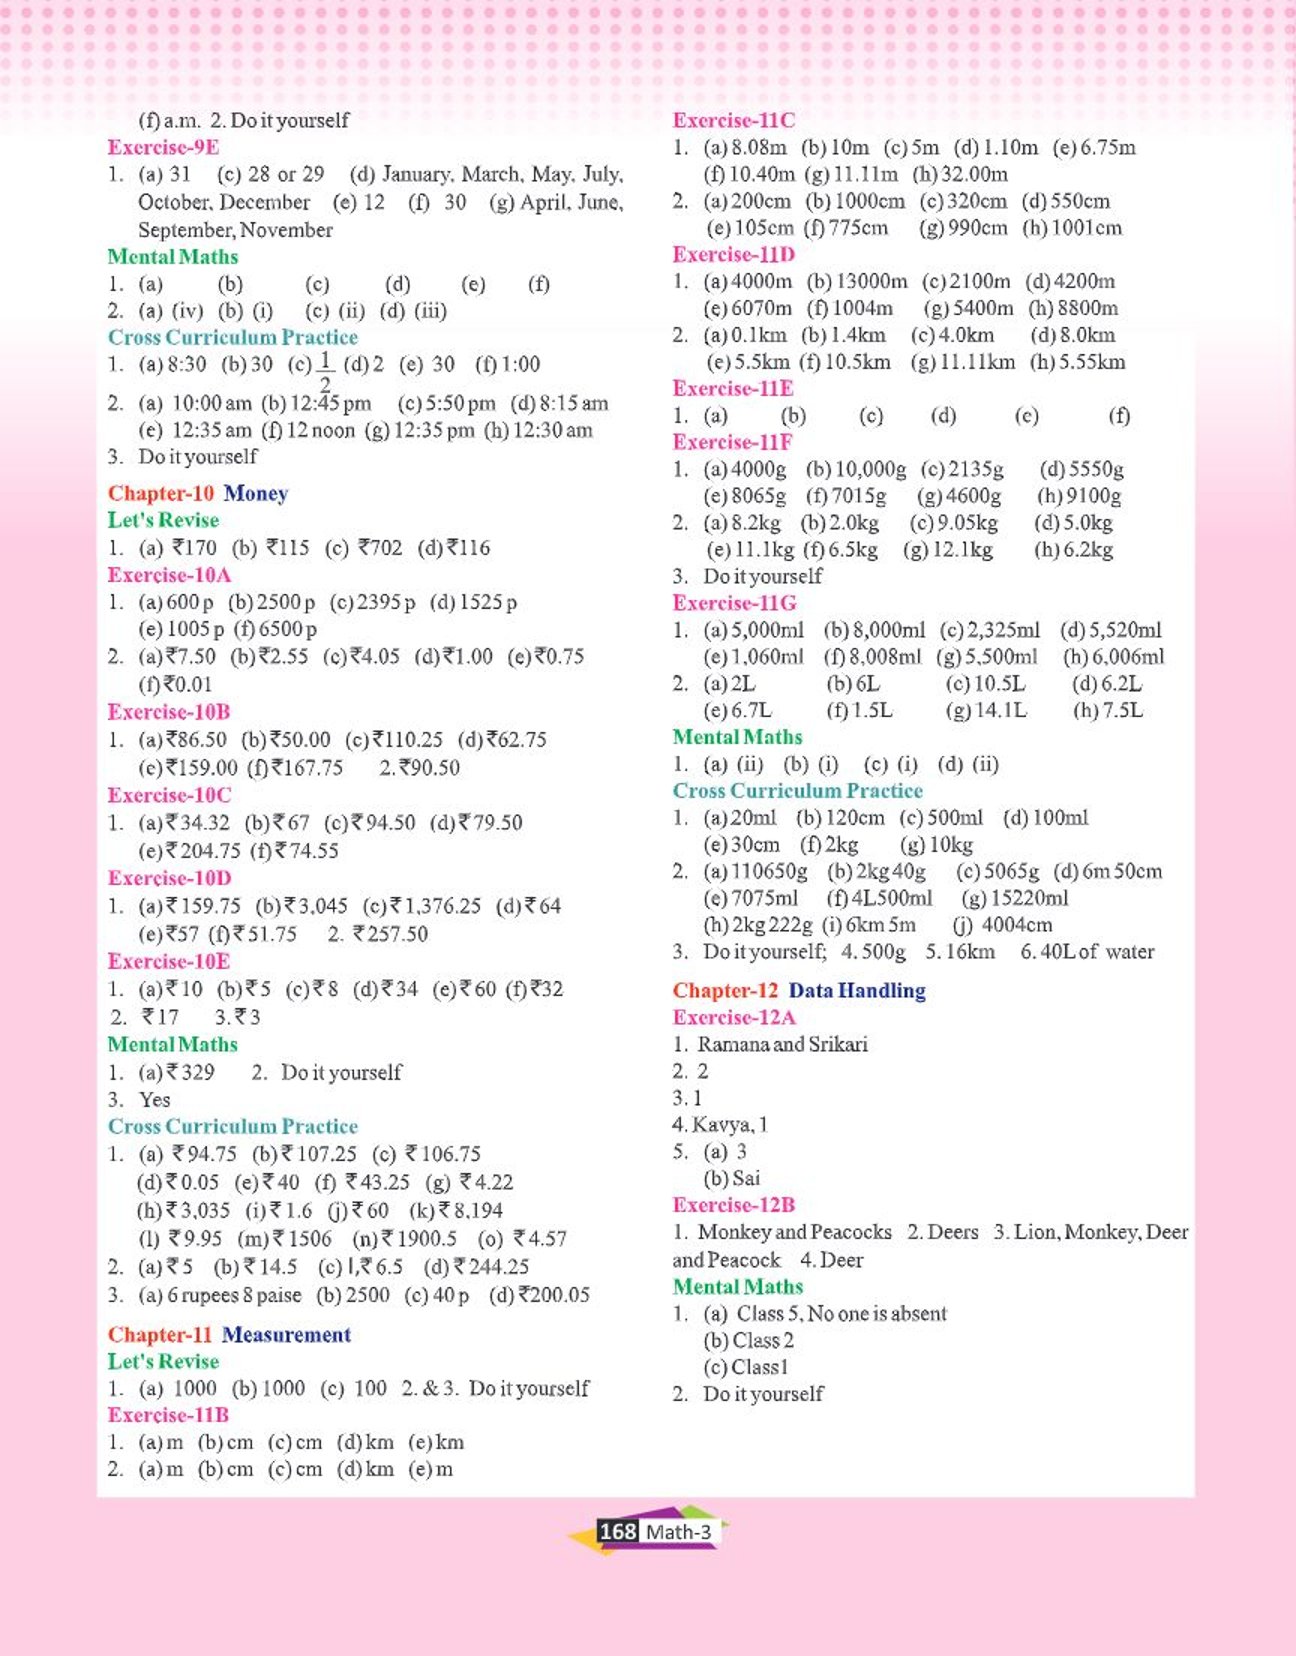 (f) a.m. 2. Do it yourself
Exercise-9E
1. (a) 31 (c) 28 or 29 (d) January, March, May, July,
October, December (e) 12 (f) 30 (g) April, June,
September, November
Mental Maths
1. (a) (b) (c) (d) (e) (f)
2. (a) (iv) (b) (i) (c) (ii) (d) (iii)
Cross Curriculum Practice
1. (a) 8:30 (b) 30 (c) 1/2 (d) 2 (e) 30 (f) 1:00
2. (a) 10:00 am (b) 12:45 pm (c) 5:50 pm (d) 8:15 am
(e) 12:35 am (f) 12 noon (g) 12:35 pm (h) 12:30 am
3. Do it yourself
Chapter-10 Money
Let's Revise
1. (a) ₹170 (b) ₹115 (c) ₹702 (d) ₹116
Exercise-10A
1. (a) 600 p (b) 2500 p (c) 2395 p (d) 1525 p
(e) 1005 p (f) 6500 p
2. (a) ₹7.50 (b) ₹2.55 (c) ₹4.05 (d) ₹1.00 (e) ₹0.75
(f) ₹0.01
Exercise-10B
1. (a) ₹86.50 (b) ₹50.00 (c) ₹110.25 (d) ₹62.75
(e) ₹159.00 (f) ₹167.75 2. ₹90.50
Exercise-10C
1. (a) ₹34.32 (b) ₹67 (c) ₹94.50 (d) ₹79.50
(e) ₹204.75 (f) ₹74.55
Exercise-10D
1. (a) ₹159.75 (b) ₹3,045 (c) ₹1,376.25 (d) ₹64
(e) ₹57 (f) ₹51.75 2. ₹257.50
Exercise-10E
1. (a) ₹10 (b) ₹5 (c) ₹8 (d) ₹34 (e) ₹60 (f) ₹32
2. ₹17 3. ₹3
Mental Maths
1. (a) ₹329 2. Do it yourself
3. Yes
Cross Curriculum Practice
1. (a) ₹94.75 (b) ₹107.25 (c) ₹106.75
(d) ₹0.05 (e) ₹40 (f) ₹43.25 (g) ₹4.22
(h) ₹3,035 (i) ₹1.6 (j) ₹60 (k) ₹8,194
(l) ₹9.95 (m) ₹1506 (n) ₹1900.5 (o) ₹4.57
2. (a) ₹5 (b) ₹14.5 (c) 1,₹6.5 (d) ₹244.25
3. (a) 6 rupees 8 paise (b) 2500 (c) 40 p (d) ₹200.05
Chapter-11 Measurement
Let's Revise
1. (a) 1000 (b) 1000 (c) 100 2. & 3. Do it yourself
Exercise-11B
1. (a) m (b) cm (c) cm (d) km (e) km
2. (a) m (b) cm (c) cm (d) km (e) m
Exercise-11C
1. (a) 8.08m (b) 10m (c) 5m (d) 1.10m (e) 6.75m
(f) 10.40m (g) 11.11m (h) 32.00m
2. (a) 200cm (b) 1000cm (c) 320cm (d) 550cm
(e) 105cm (f) 775cm (g) 990cm (h) 1001cm
Exercise-11D
1. (a) 4000m (b) 13000m (c) 2100m (d) 4200m
(e) 6070m (f) 1004m (g) 5400m (h) 8800m
2. (a) 0.1km (b) 1.4km (c) 4.0km (d) 8.0km
(e) 5.5km (f) 10.5km (g) 11.11km (h) 5.55km
Exercise-11E
1. (a) (b) (c) (d) (e) (f)
Exercise-11F
1. (a) 4000g (b) 10,000g (c) 2135g (d) 5550g
(e) 8065g (f) 7015g (g) 4600g (h) 9100g
2. (a) 8.2kg (b) 2.0kg (c) 9.05kg (d) 5.0kg
(e) 11.1kg (f) 6.5kg (g) 12.1kg (h) 6.2kg
3. Do it yourself
Exercise-11G
1. (a) 5,000ml (b) 8,000ml (c) 2,325ml (d) 5,520ml
(e) 1,060ml (f) 8,008ml (g) 5,500ml (h) 6,006ml
2. (a) 2L (b) 6L (c) 10.5L (d) 6.2L
(e) 6.7L (f) 1.5L (g) 14.1L (h) 7.5L
Mental Maths
1. (a) (ii) (b) (i) (c) (i) (d) (ii)
Cross Curriculum Practice
1. (a) 20ml (b) 120cm (c) 500ml (d) 100ml
(e) 30cm (f) 2kg (g) 10kg
2. (a) 110650g (b) 2kg 40g (c) 5065g (d) 6m 50cm
(e) 7075ml (f) 4L500ml (g) 15220ml
(h) 2kg 222g (i) 6km 5m (j) 4004cm
3. Do it yourself; 4. 500g 5. 16km 6. 40L of water
Chapter-12 Data Handling
Exercise-12A
1. Ramana and Srikari
2. 2
3. 1
4. Kavya, 1
5. (a) 3
(b) Sai
Exercise-12B
1. Monkey and Peacocks 2. Deers 3. Lion, Monkey, Deer
and Peacock 4. Deer
Mental Maths
1. (a) Class 5, No one is absent
(b) Class 2
(c) Class1
2. Do it yourself
168 Math-3